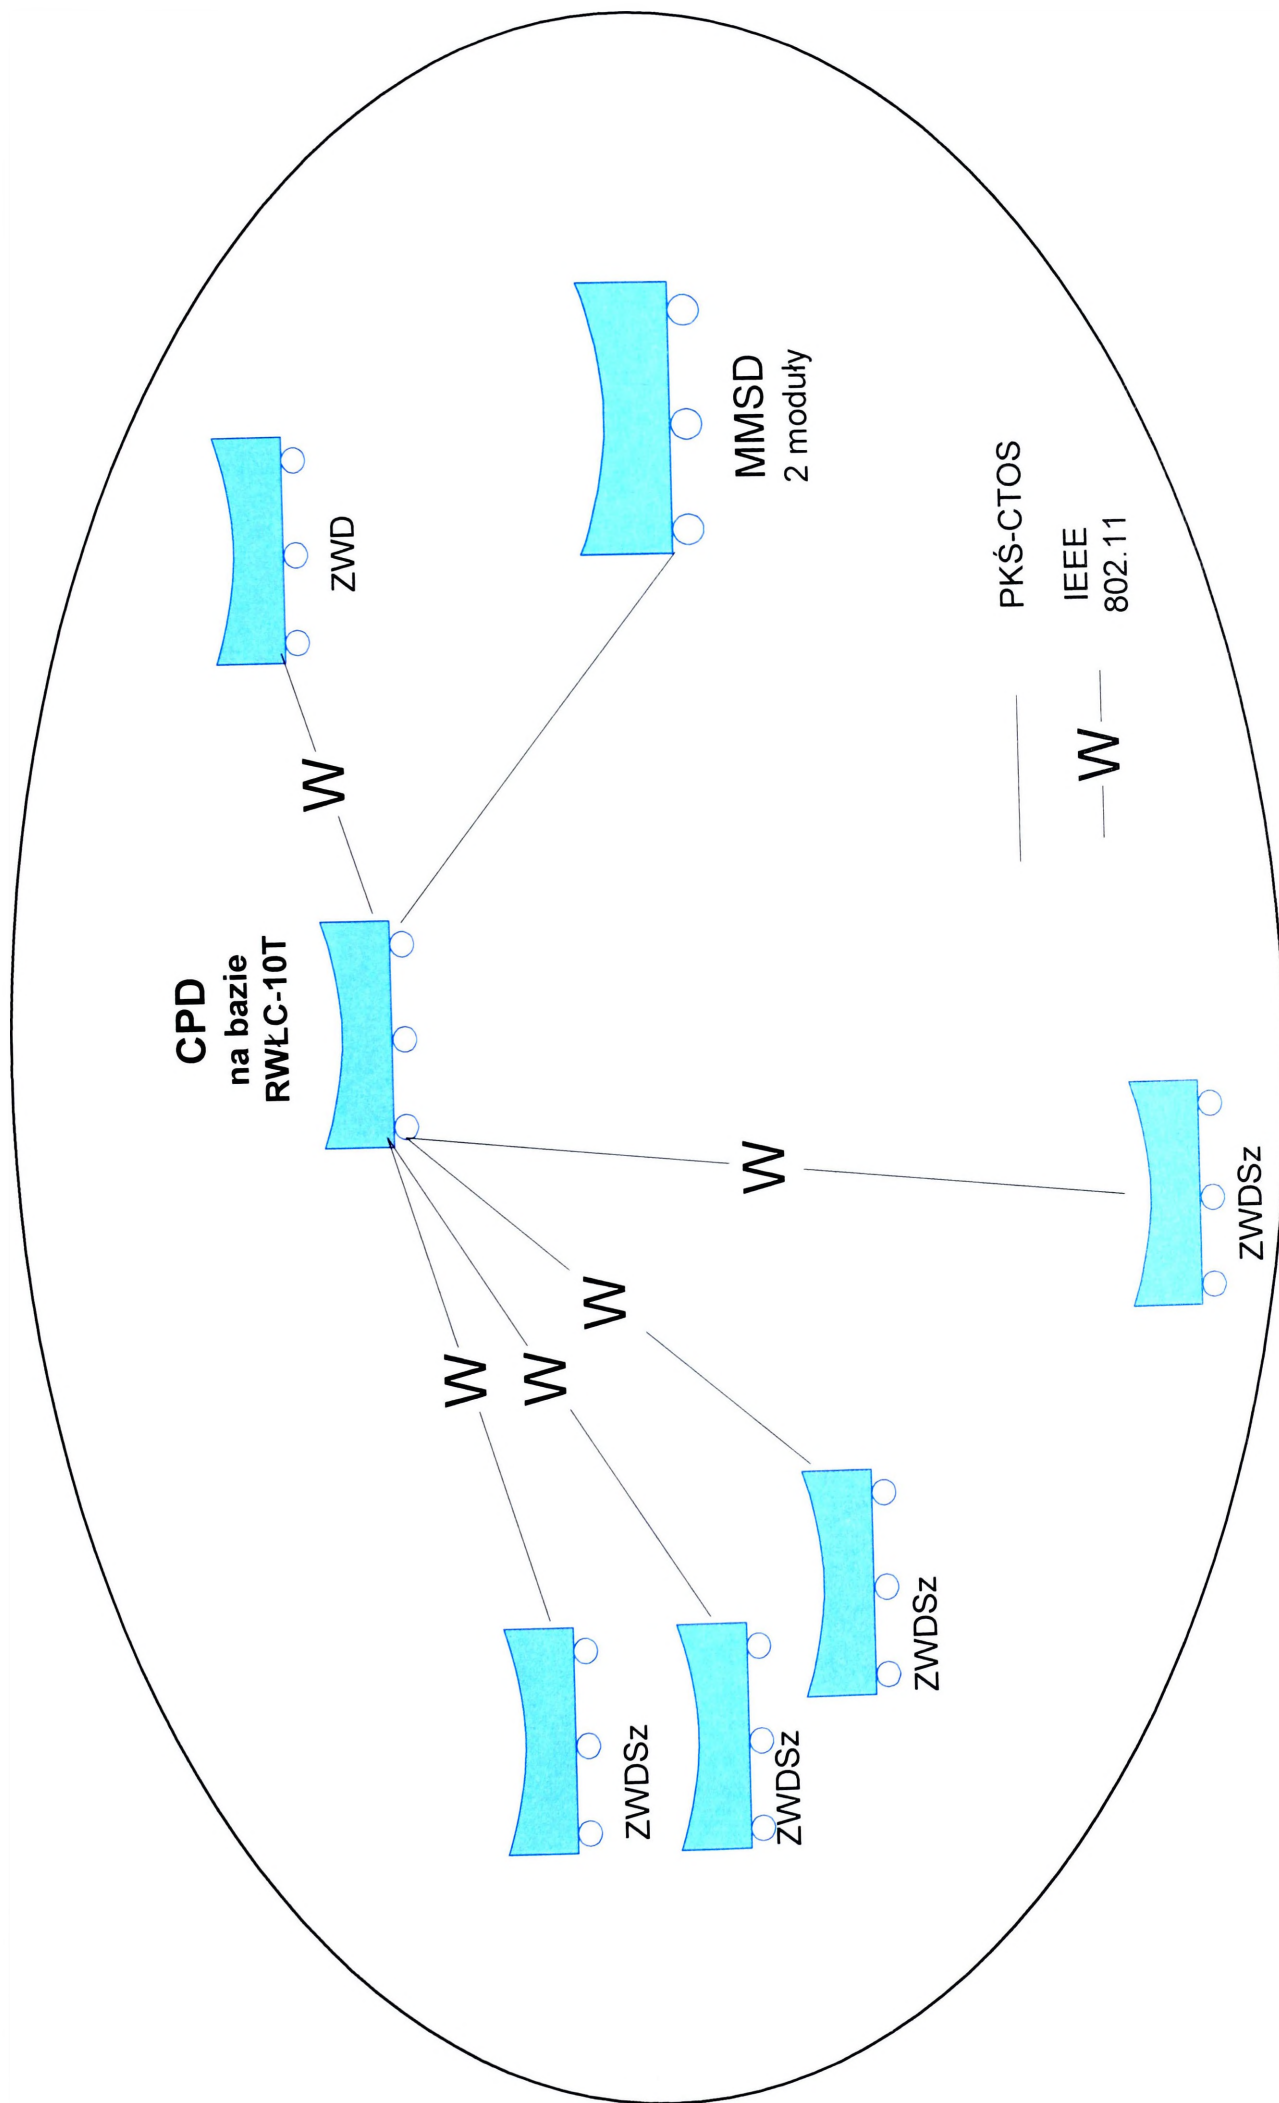 CPD
na bazie
RWŁC-10T
W
ZWD
W
W
W
ZWDSz
MMSD
2 moduły
W
ZWDSz
ZWDSz
PKŚ-CTOS
W
IEEE
802.11
ZWDSz